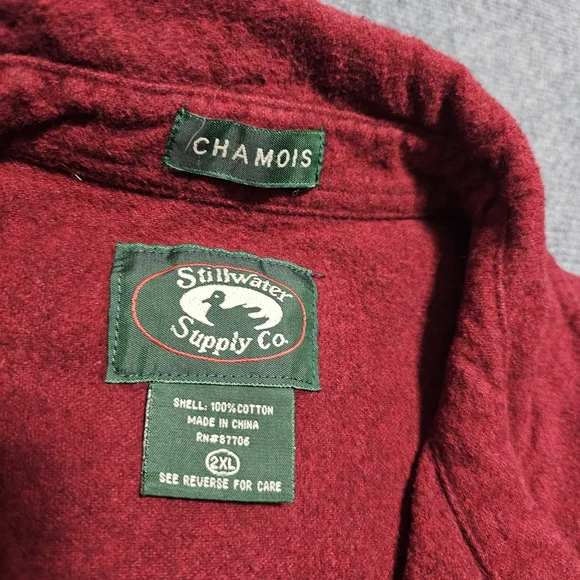 CHAMOIS
Stillwater
Supply Co.
SHELL: 100% COTTON
MADE IN CHINA
RN#87706
2XL
SEE REVERSE FOR CARE